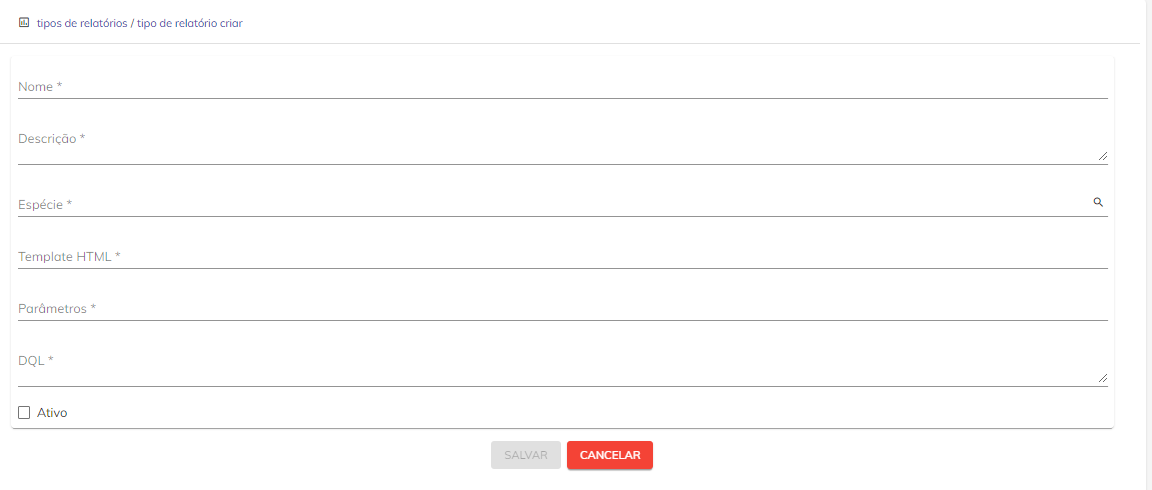 tipos de relatórios / tipo de relatório criar
Nome *
Descrição *
Espécie *
Template HTML *
Parâmetros *
DQL *
Ativo
SALVAR CANCELAR